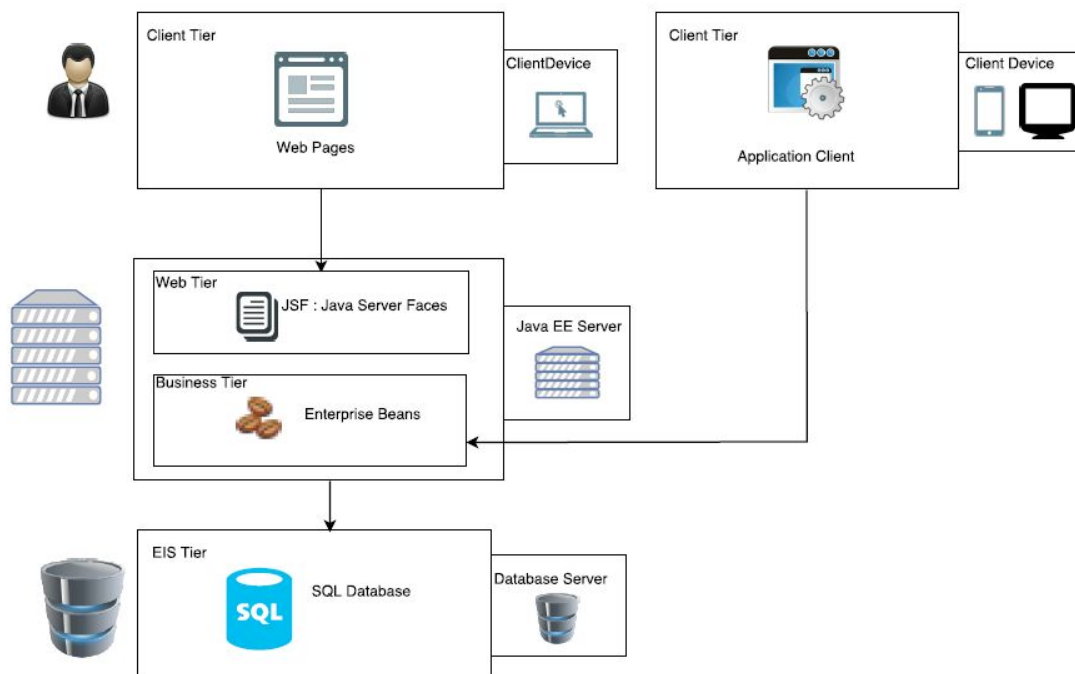 Client Tier
Web Pages
ClientDevice
Client Tier
Application Client
Client Device
Web Tier
JSF : Java Server Faces
Java EE Server
Business Tier
Enterprise Beans
EIS Tier
SQL
SQL Database
Database Server